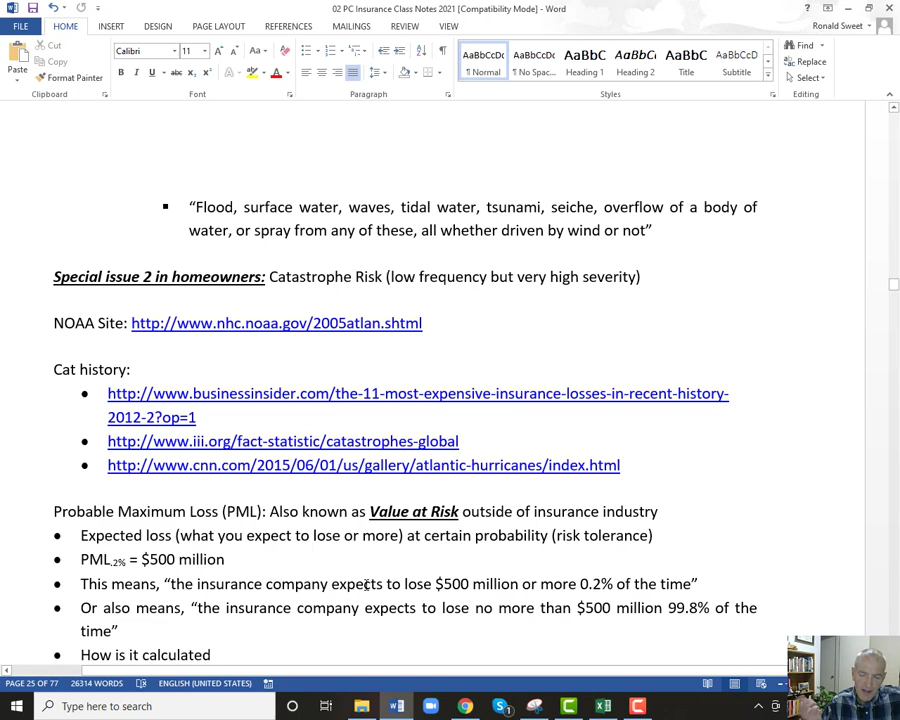 02 PC Insurance Class Notes 2021 [Compatibility Mode] - Word
FILE HOME INSERT DESIGN PAGE LAYOUT REFERENCES MAILINGS REVIEW VIEW Ronald Sweet
Paste Cut Copy Format Painter
Calibri 11
AaBbCcDc AaBbCcDc AaBbC AaBbC AaBbC AaBbCcD
¶ Normal ¶ No Spac... Heading 1 Heading 2 Title Subtitle
Find Replace Select
Clipboard Font Paragraph Styles Editing
▪ “Flood, surface water, waves, tidal water, tsunami, seiche, overflow of a body of
water, or spray from any of these, all whether driven by wind or not”
Special issue 2 in homeowners: Catastrophe Risk (low frequency but very high severity)
NOAA Site: http://www.nhc.noaa.gov/2005atlan.shtml
Cat history:
• http://www.businessinsider.com/the-11-most-expensive-insurance-losses-in-recent-history-
2012-2?op=1
• http://www.iii.org/fact-statistic/catastrophes-global
• http://www.cnn.com/2015/06/01/us/gallery/atlantic-hurricanes/index.html
Probable Maximum Loss (PML): Also known as Value at Risk outside of insurance industry
• Expected loss (what you expect to lose or more) at certain probability (risk tolerance)
• PML.2% = $500 million
• This means, “the insurance company expects to lose $500 million or more 0.2% of the time”
• Or also means, “the insurance company expects to lose no more than $500 million 99.8% of the
time”
• How is it calculated
PAGE 25 OF 77 26314 WORDS ENGLISH (UNITED STATES)
Type here to search